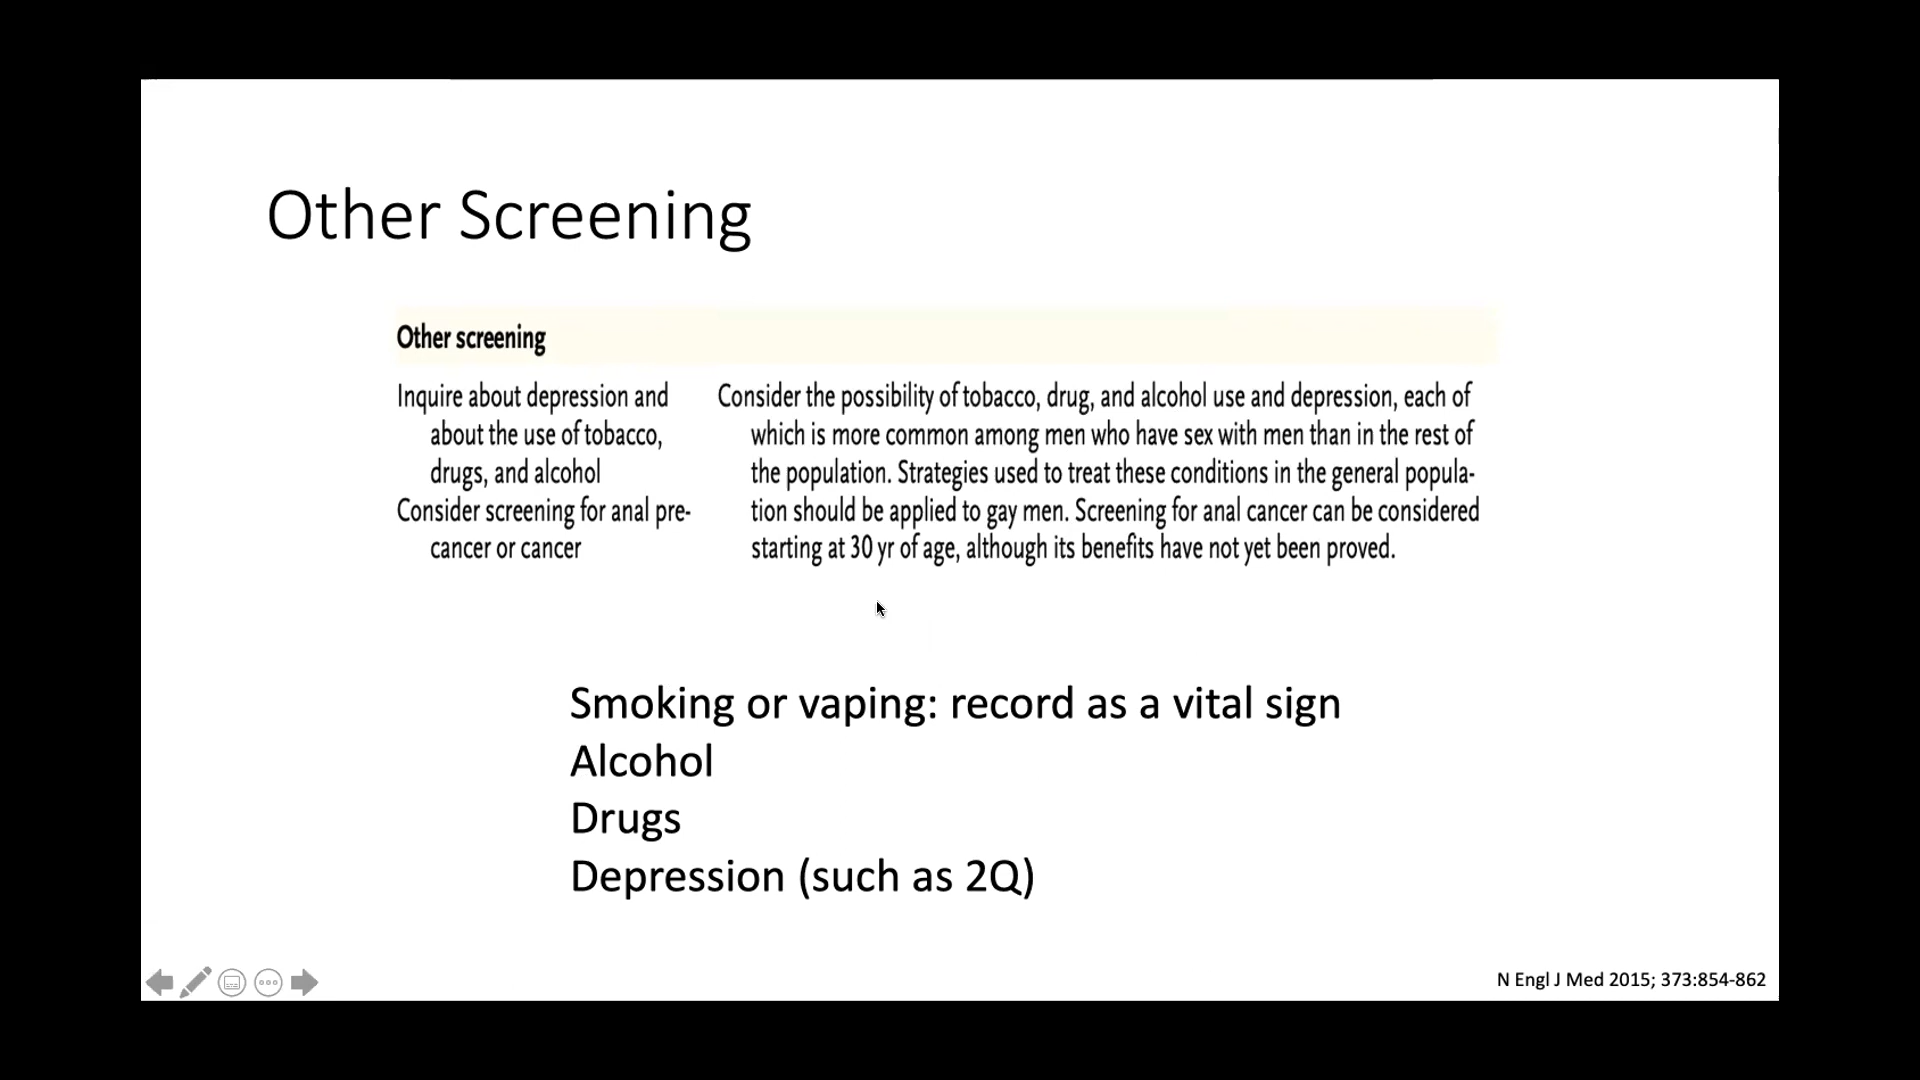 Other Screening
Other screening
Inquire about depression and
about the use of tobacco,
drugs, and alcohol
Consider screening for anal pre-
cancer or cancer
Consider the possibility of tobacco, drug, and alcohol use and depression, each of
which is more common among men who have sex with men than in the rest of
the population. Strategies used to treat these conditions in the general popula-
tion should be applied to gay men. Screening for anal cancer can be considered
starting at 30 yr of age, although its benefits have not yet been proved.
Smoking or vaping: record as a vital sign
Alcohol
Drugs
Depression (such as 2Q)
N Engl J Med 2015; 373:854-862